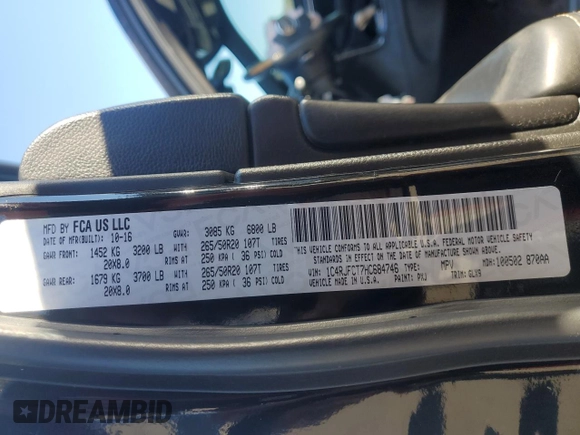 MFD BY FCA US LLC
DATE OF MFR(BUILT): 10-16 GVWR: 3085 KG 6800 LB
GAWR FRONT: 1452 KG 3200 LB WITH 265/50R20 107T TIRES
20X8.0 RIMS AT 250 KPA ( 36 PSI) COLD
GAWR REAR: 1679 KG 3700 LB WITH 265/50R20 107T TIRES
20X8.0 RIMS AT 250 KPA ( 36 PSI) COLD
THIS VEHICLE CONFORMS TO ALL APPLICABLE U.S.A. FEDERAL MOTOR VEHICLE SAFETY
STANDARDS IN EFFECT ON THE DATE OF MANUFACTURE SHOWN ABOVE.
VIN: 1C4RJFCT7HC684746 TYPE: MPV MDH: 100502 870AA
VEHICLE MADE IN U.S.A. PAINT: PXJ TRIM: GLX9
DREAMBID